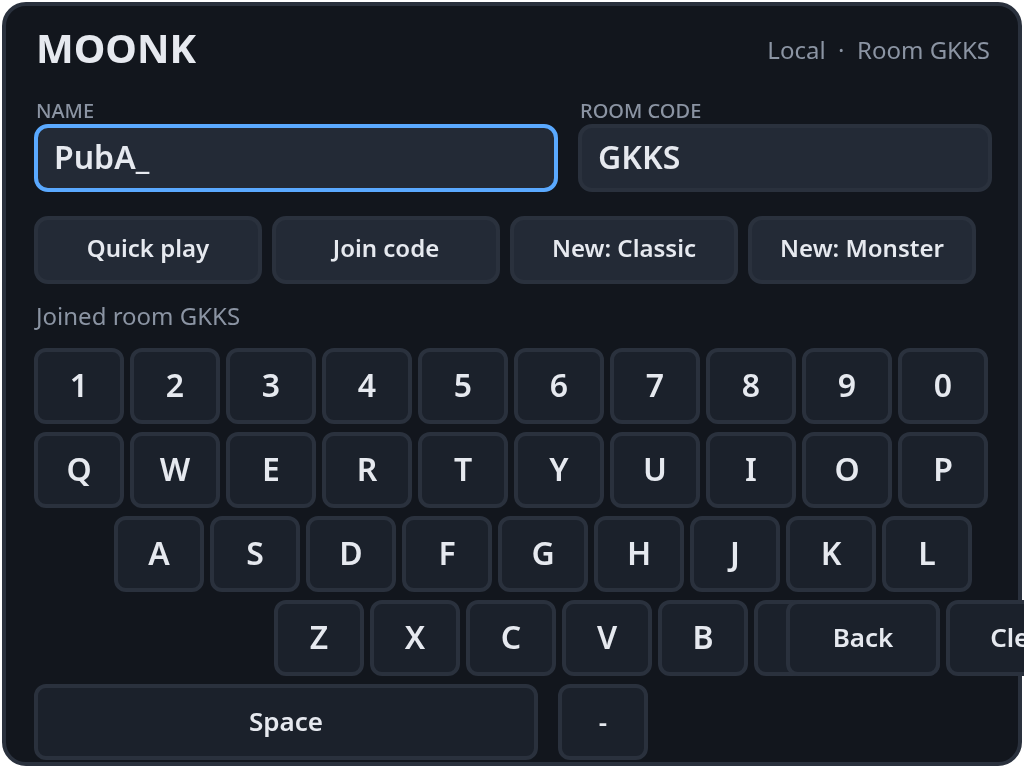 MOONK
Local · Room GKKS
NAME
ROOM CODE
PubA_
GKKS
Quick play
Join code
New: Classic
New: Monster
Joined room GKKS
1 2 3 4 5 6 7 8 9 0
Q W E R T Y U I O P
A S D F G H J K L
Z X C V B Back Cle
Space -